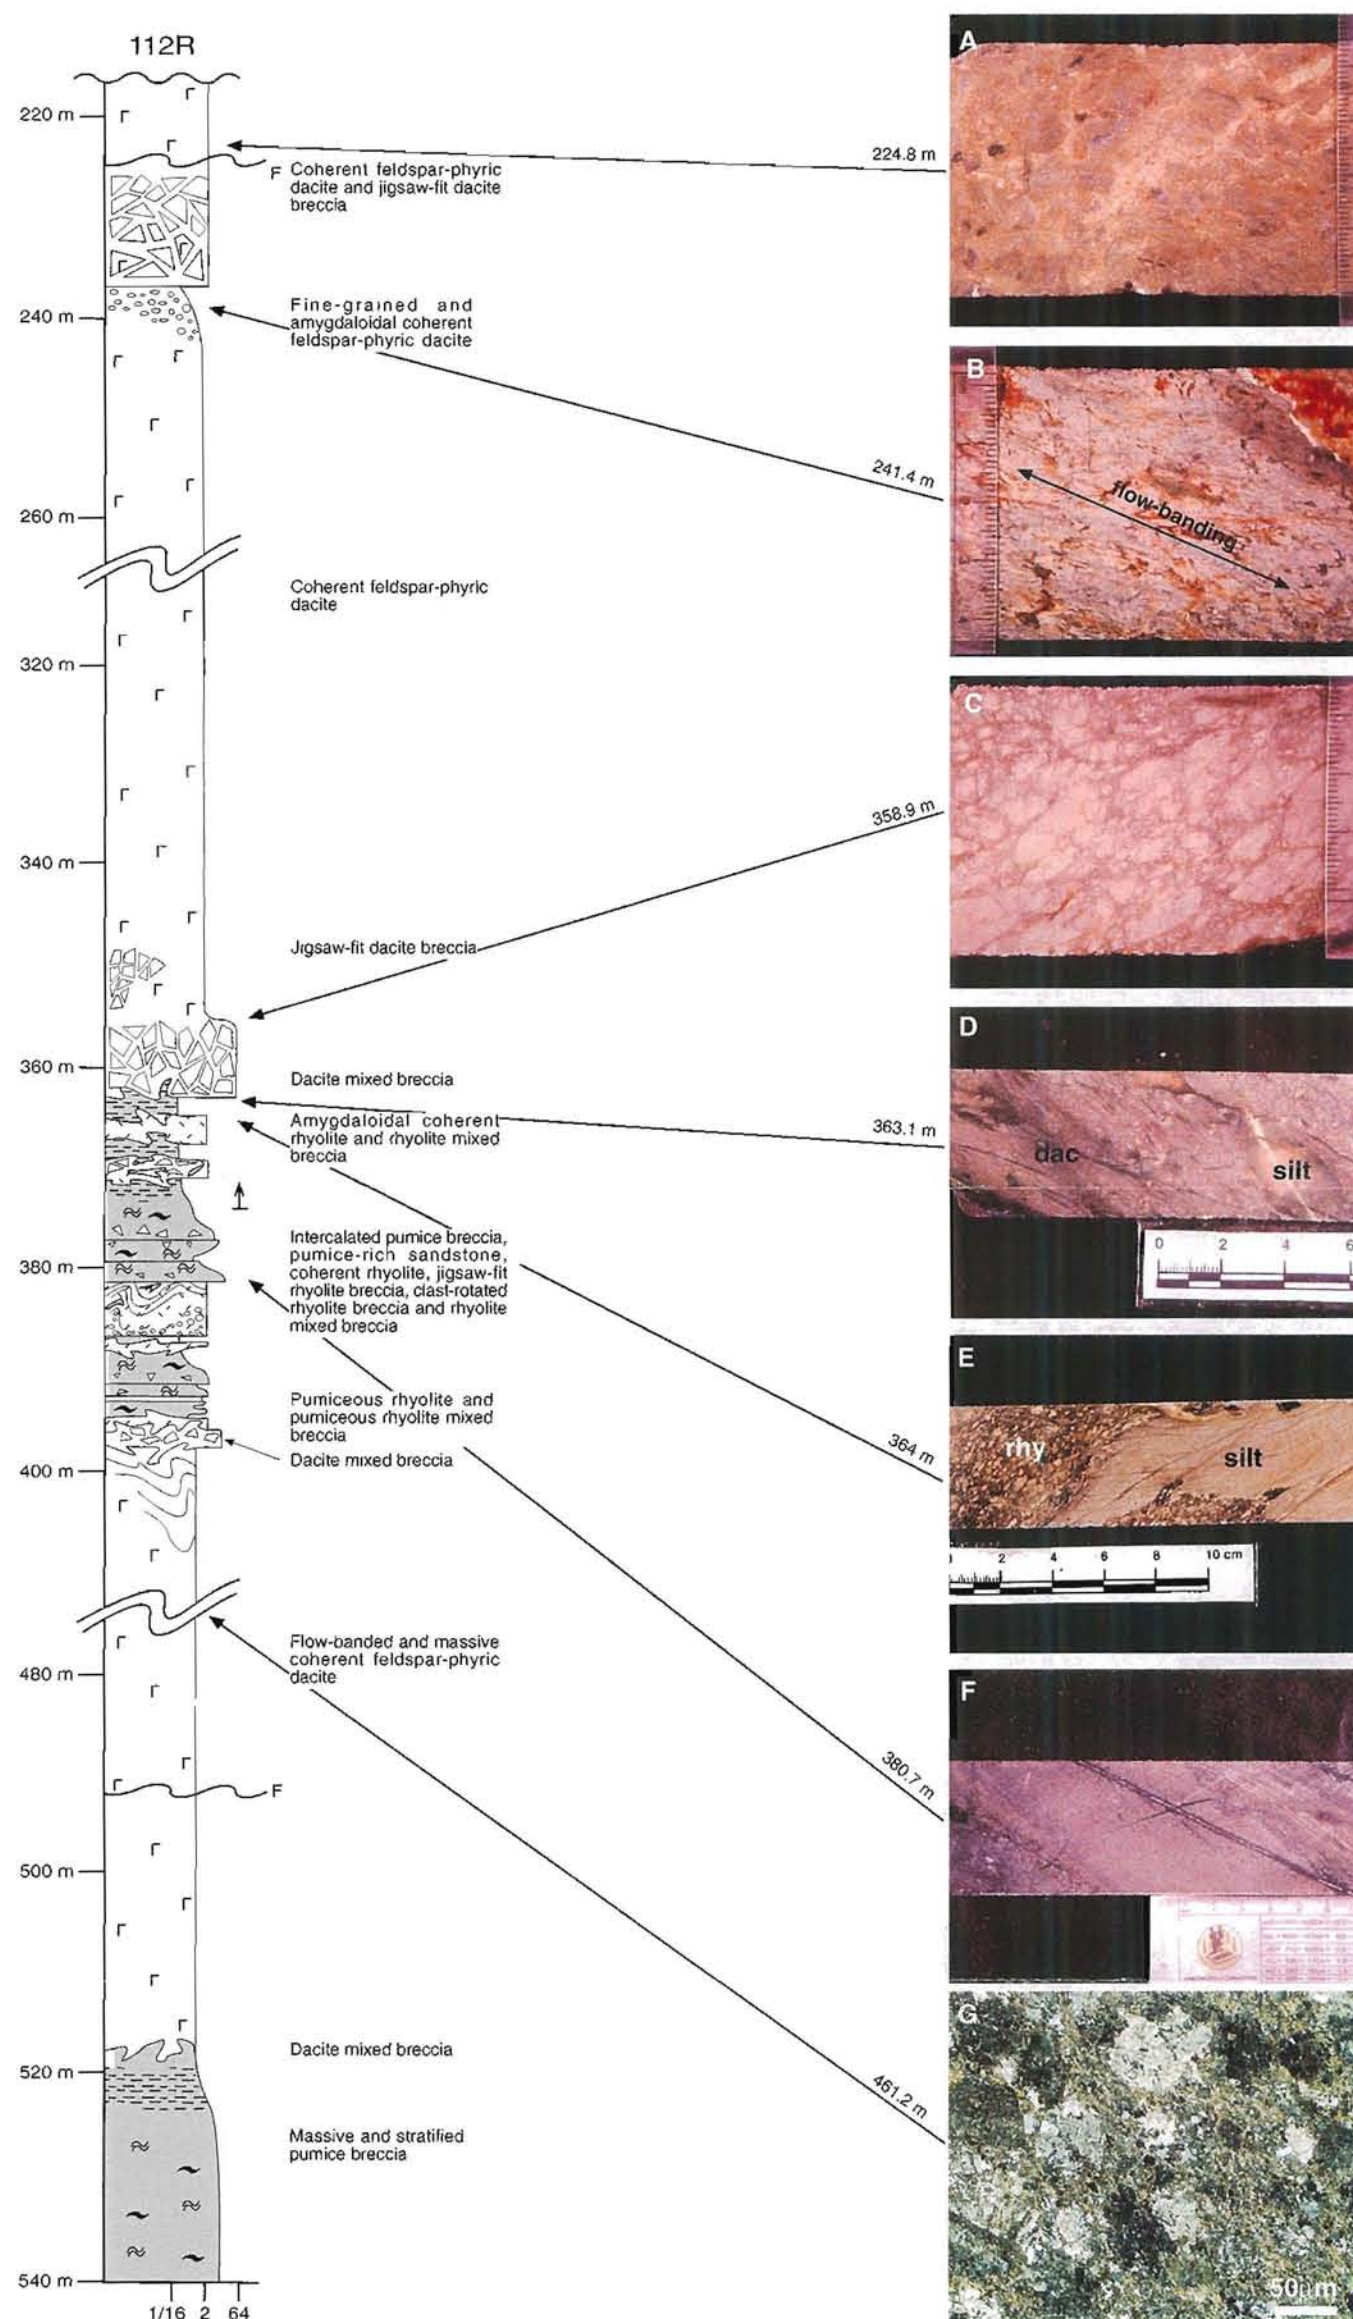 112R
220 m
240 m
260 m
320 m
340 m
360 m
380 m
400 m
480 m
500 m
520 m
540 m
1/16 2 64
F
Coherent feldspar-phyric
dacite and jigsaw-fit dacite
breccia
Fine-grained and
amygdaloidal coherent
feldspar-phyric dacite
Coherent feldspar-phyric
dacite
Jigsaw-fit dacite breccia
Dacite mixed breccia
Amygdaloidal coherent
rhyolite and rhyolite mixed
breccia
Intercalated pumice breccia,
pumice-rich sandstone,
coherent rhyolite, jigsaw-fit
rhyolite breccia, clast-rotated
rhyolite breccia and rhyolite
mixed breccia
Pumiceous rhyolite and
pumiceous rhyolite mixed
breccia
Dacite mixed breccia
Flow-banded and massive
coherent feldspar-phyric
dacite
F
Dacite mixed breccia
Massive and stratified
pumice breccia
224.8 m
241.4 m
358.9 m
363.1 m
364 m
380.7 m
461.2 m
A
B
flow-banding
C
D
dac
silt
0 2 4 6
E
rhy
silt
2 4 6 8 10 cm
F
G
50µm